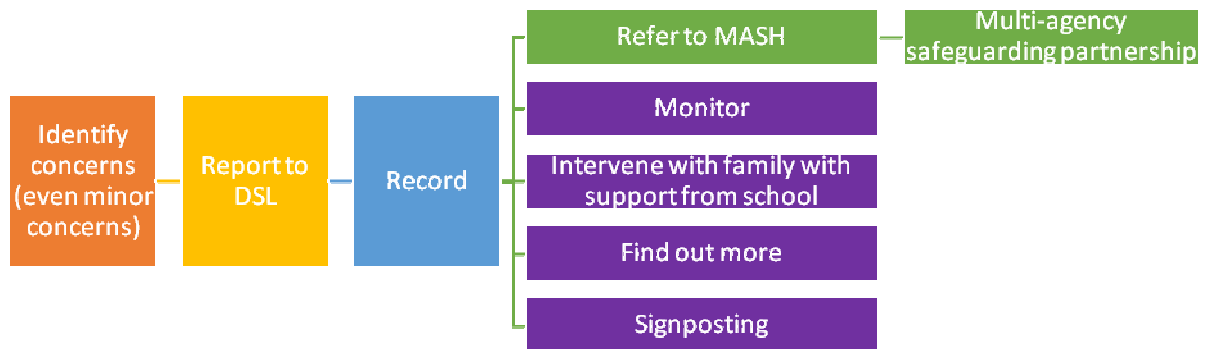 Identify
concerns
(even minor
concerns)
Report to
DSL
Record
Refer to MASH
Multi-agency
safeguarding partnership
Monitor
Intervene with family with
support from school
Find out more
Signposting